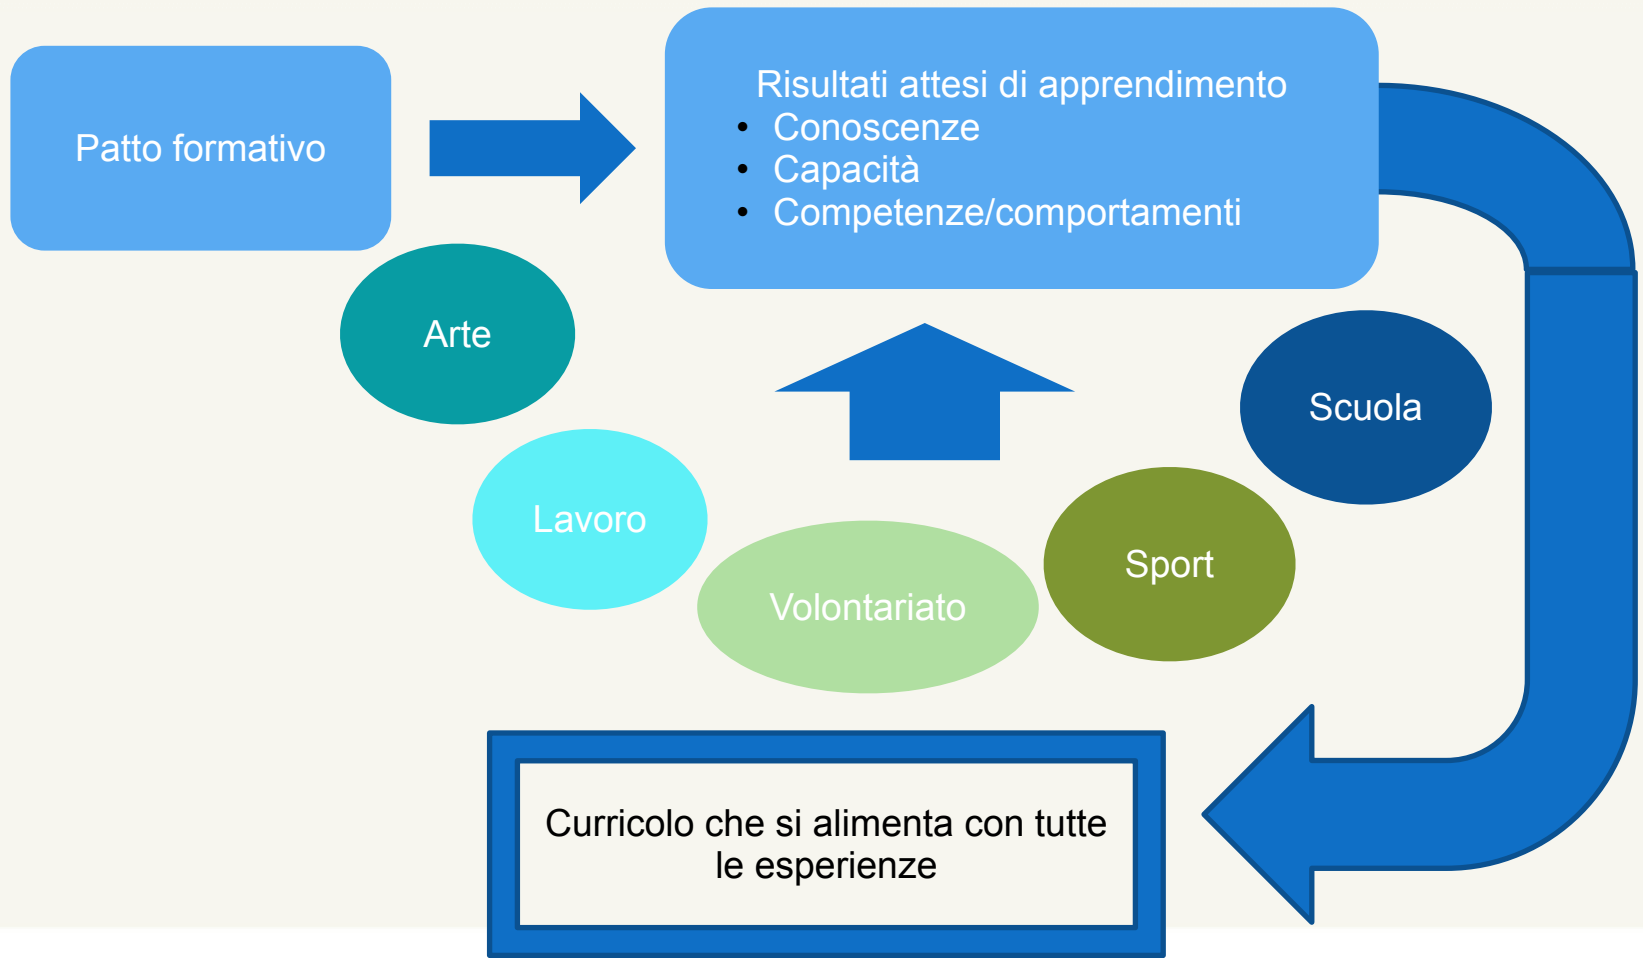 Patto formativo
Risultati attesi di apprendimento
• Conoscenze
• Capacità
• Competenze/comportamenti
Arte
Lavoro
Volontariato
Sport
Scuola
Curricolo che si alimenta con tutte
le esperienze